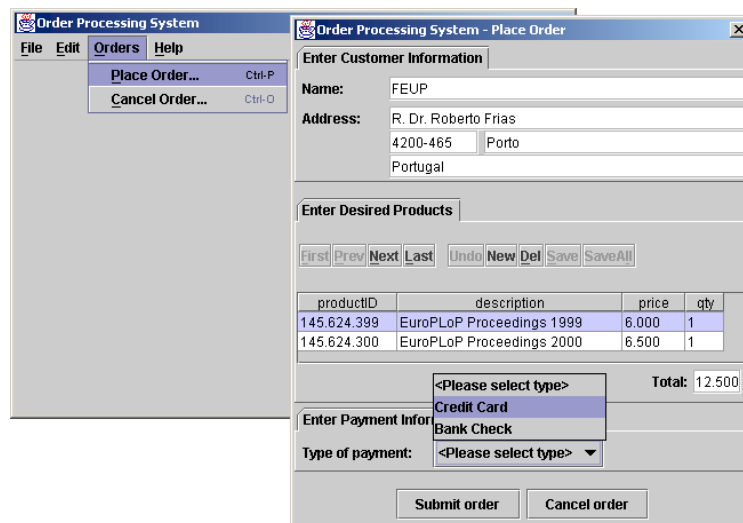 Order Processing System
File Edit Orders Help
Place Order... Ctrl-P
Cancel Order... Ctrl-O
Order Processing System - Place Order
Enter Customer Information
Name: FEUP
Address: R. Dr. Roberto Frias
4200-465 Porto
Portugal
Enter Desired Products
First Prev Next Last Undo New Del Save SaveAll
productID description price qty
145.624.399 EuroPLoP Proceedings 1999 6.000 1
145.624.300 EuroPLoP Proceedings 2000 6.500 1
Total: 12.500
<Please select type>
Credit Card
Bank Check
Enter Payment Infor
Type of payment: <Please select type>
Submit order Cancel order